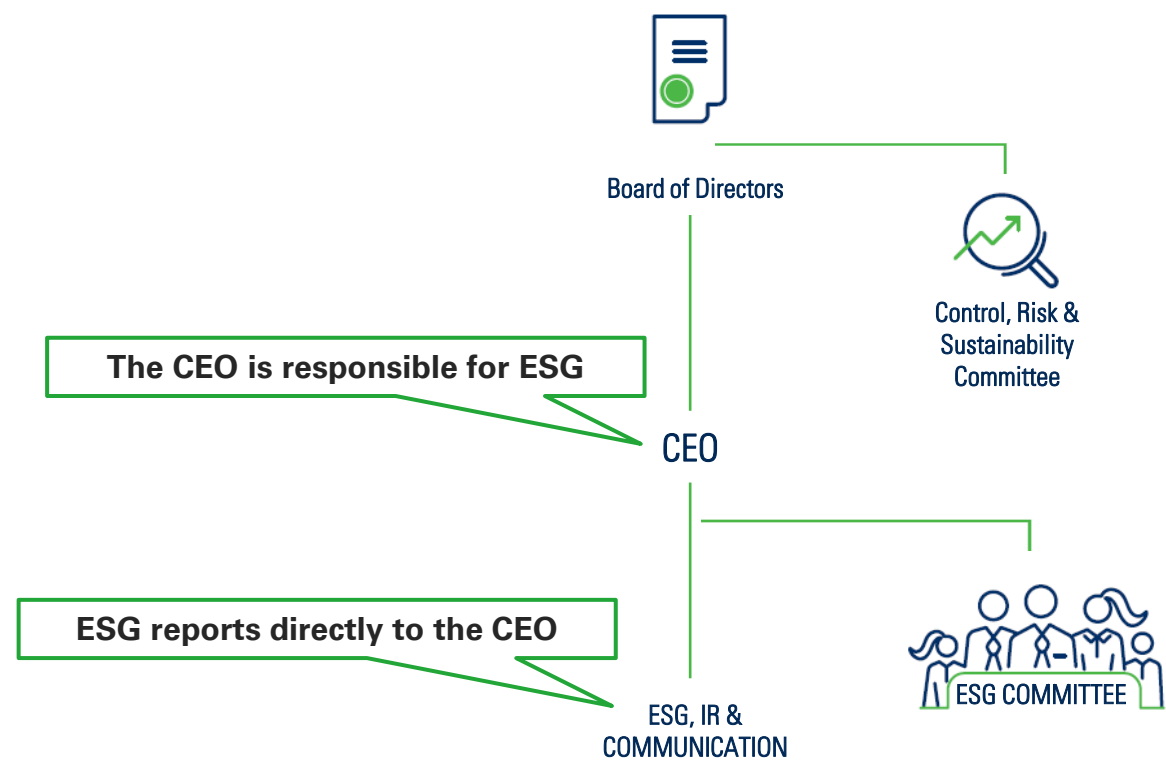 Board of Directors
Control, Risk &
Sustainability
Committee
The CEO is responsible for ESG
CEO
ESG reports directly to the CEO
ESG COMMITTEE
ESG, IR &
COMMUNICATION